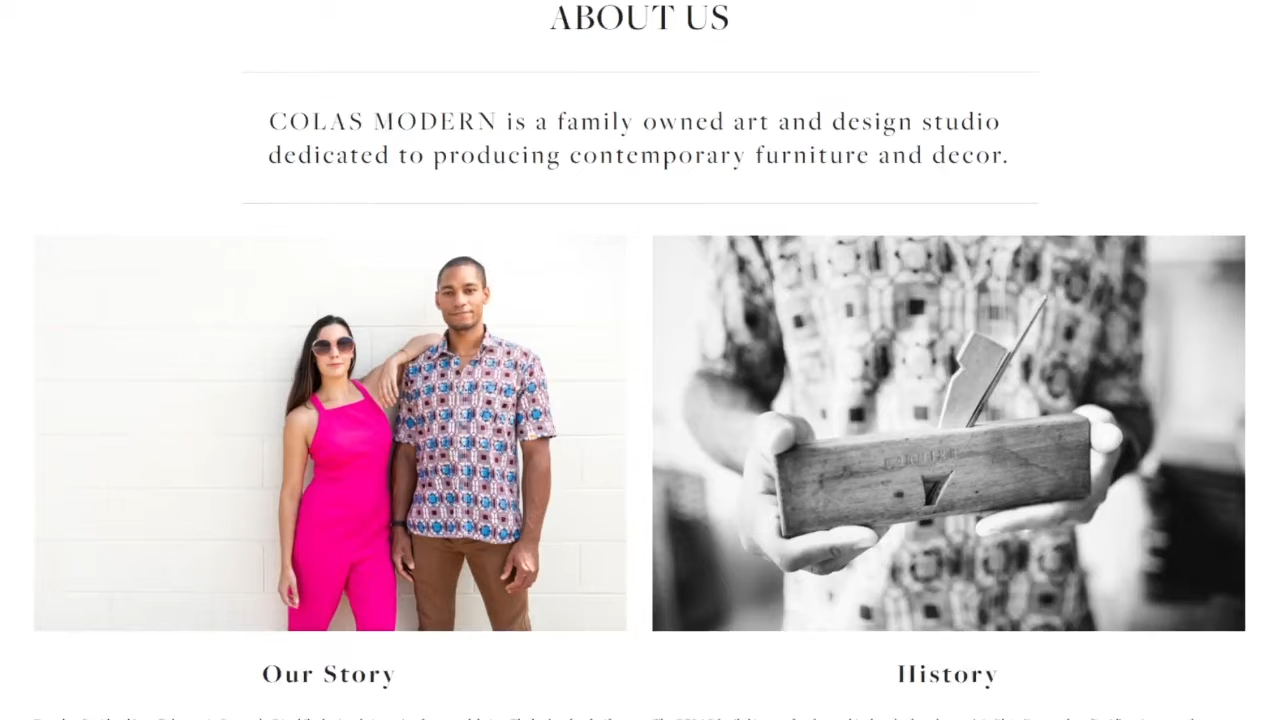 ABOUT US
COLAS MODERN is a family owned art and design studio
dedicated to producing contemporary furniture and decor.
Our Story
History